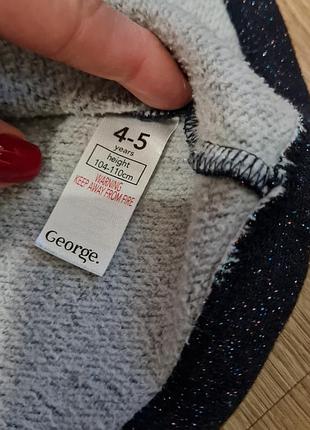 4-5
years
height
104-110cm
WARNING
KEEP AWAY FROM FIRE
George.